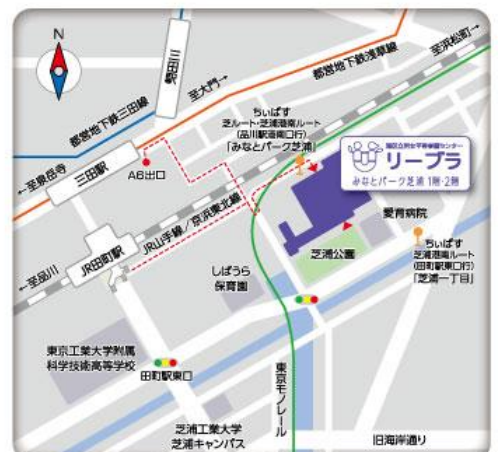 N
勝田川
至浜松町→
都営地下鉄浅草線
至大門→
都営地下鉄三田線
ちぃばす
芝ルート・芝浦港南ルート
(品川駅港南口行)
「みなとパーク芝浦」
港区立男女平等参画センター
リーブラ
みなとパーク芝浦 1階・2階
三田駅
←至泉岳寺
A6出口
愛育病院
JR山手線/京浜東北線
JR田町駅
芝浦公園
ちぃばす
芝浦港南ルート
(田町駅東口行)
「芝浦一丁目」
←至品川
しばうら
保育園
東京工業大学附属
科学技術高等学校
田町駅東口
東京モノレール
芝浦工業大学
芝浦キャンパス
旧海岸通り